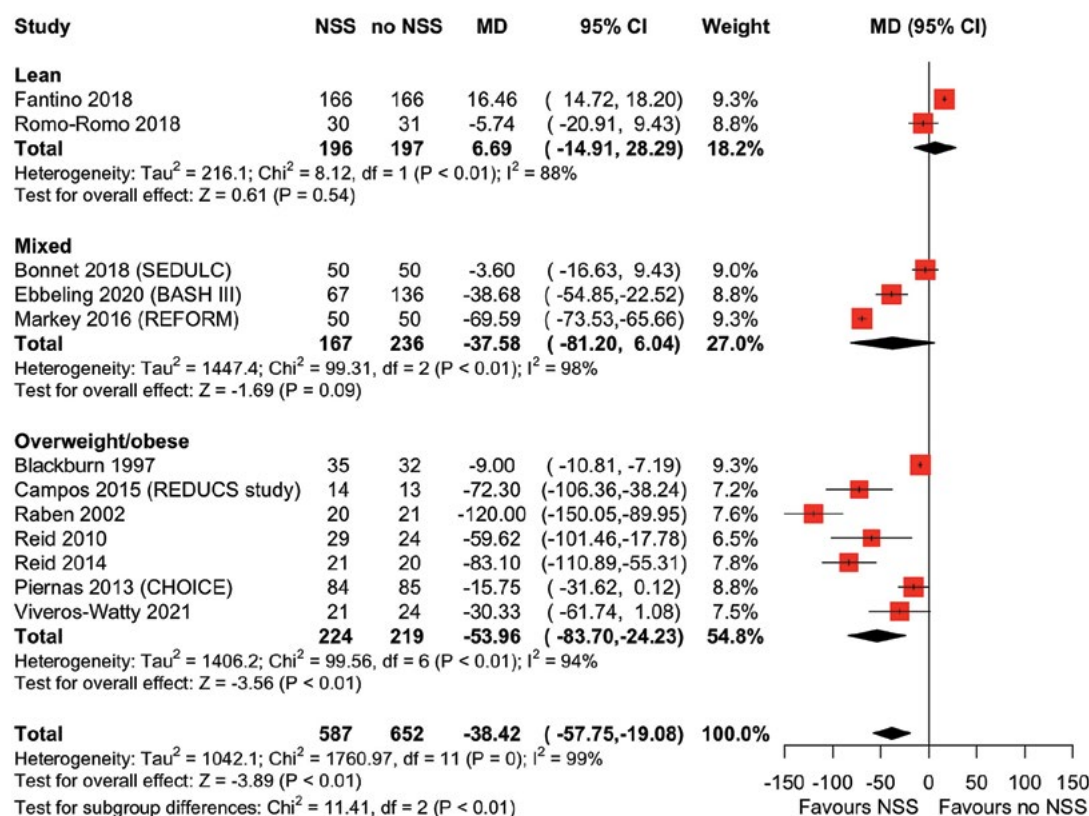 Study NSS no NSS MD 95% CI Weight MD (95% CI)
Lean
Fantino 2018 166 166 16.46 ( 14.72, 18.20) 9.3%
Romo-Romo 2018 30 31 -5.74 (-20.91, 9.43) 8.8%
Total 196 197 6.69 (-14.91, 28.29) 18.2%
Heterogeneity: Tau² = 216.1; Chi² = 8.12, df = 1 (P < 0.01); I² = 88%
Test for overall effect: Z = 0.61 (P = 0.54)
Mixed
Bonnet 2018 (SEDULC) 50 50 -3.60 (-16.63, 9.43) 9.0%
Ebbeling 2020 (BASH III) 67 136 -38.68 (-54.85,-22.52) 8.8%
Markey 2016 (REFORM) 50 50 -69.59 (-73.53,-65.66) 9.3%
Total 167 236 -37.58 (-81.20, 6.04) 27.0%
Heterogeneity: Tau² = 1447.4; Chi² = 99.31, df = 2 (P < 0.01); I² = 98%
Test for overall effect: Z = -1.69 (P = 0.09)
Overweight/obese
Blackburn 1997 35 32 -9.00 (-10.81, -7.19) 9.3%
Campos 2015 (REDUCS study) 14 13 -72.30 (-106.36,-38.24) 7.2%
Raben 2002 20 21 -120.00 (-150.05,-89.95) 7.6%
Reid 2010 29 24 -59.62 (-101.46,-17.78) 6.5%
Reid 2014 21 20 -83.10 (-110.89,-55.31) 7.8%
Piernas 2013 (CHOICE) 84 85 -15.75 (-31.62, 0.12) 8.8%
Viveros-Watty 2021 21 24 -30.33 (-61.74, 1.08) 7.5%
Total 224 219 -53.96 (-83.70,-24.23) 54.8%
Heterogeneity: Tau² = 1406.2; Chi² = 99.56, df = 6 (P < 0.01); I² = 94%
Test for overall effect: Z = -3.56 (P < 0.01)
Total 587 652 -38.42 (-57.75,-19.08) 100.0%
Heterogeneity: Tau² = 1042.1; Chi² = 1760.97, df = 11 (P = 0); I² = 99%
Test for overall effect: Z = -3.89 (P < 0.01)
-150 -100 -50 0 50 100 150
Test for subgroup differences: Chi² = 11.41, df = 2 (P < 0.01)
Favours NSS Favours no NSS